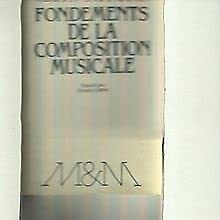 FONDEMENTS
DE LA
COMPOSITION
MUSICALE
M&M